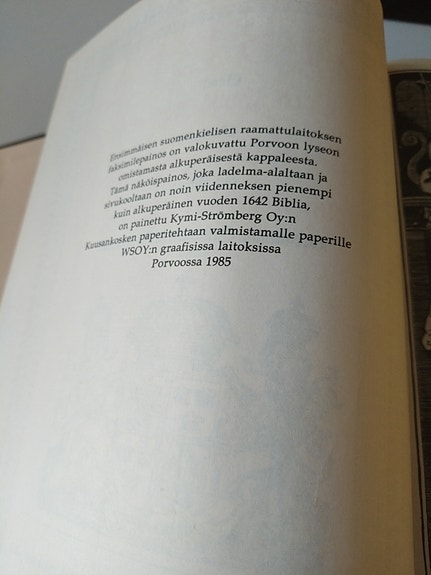 Ensimmäisen suomenkielisen raamattulaitoksen
faksimilepainos on valokuvattu Porvoon lyseon
omistamasta alkuperäisestä kappaleesta.
Tämä näköispainos, joka ladelma-alaltaan ja
sivukooltaan on noin viidenneksen pienempi
kuin alkuperäinen vuoden 1642 Biblia,
on painettu Kymi-Strömberg Oy:n
Kuusankosken paperitehtaan valmistamalle paperille
WSOY:n graafisissa laitoksissa
Porvoossa 1985